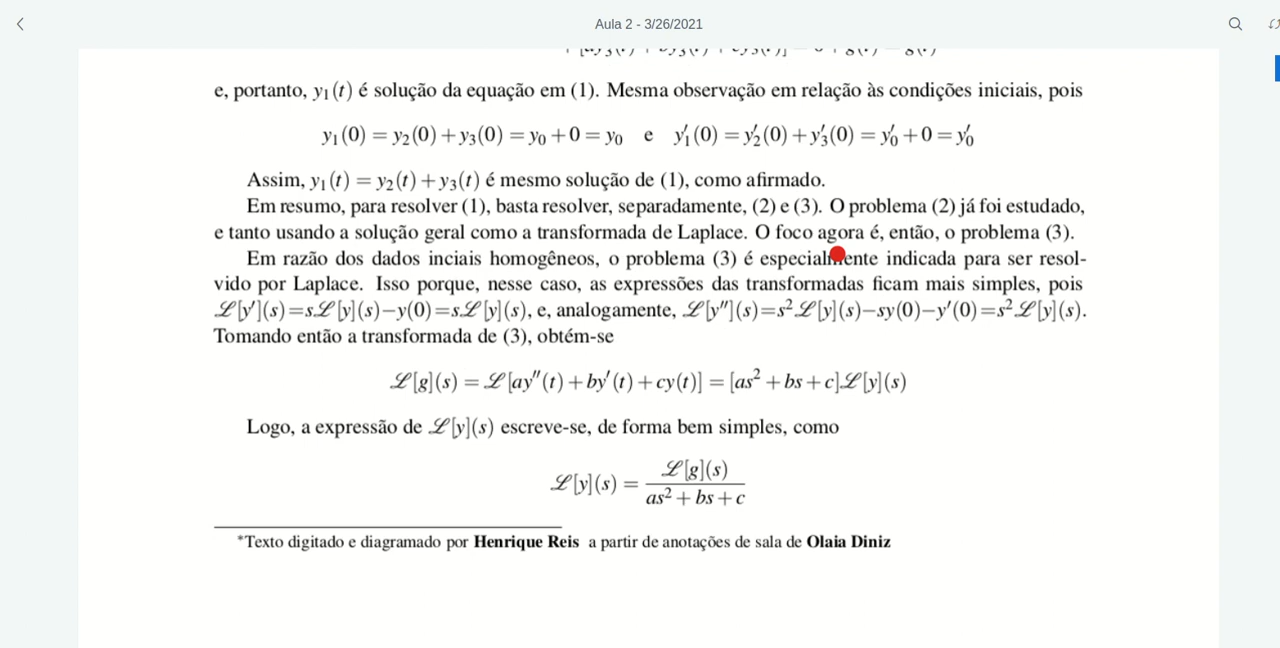 Aula 2 - 3/26/2021
e, portanto, y₁(t) é solução da equação em (1). Mesma observação em relação às condições iniciais, pois
y₁(0) = y₂(0) + y₃(0) = y₀ + 0 = y₀ e y′₁(0) = y′₂(0) + y′₃(0) = y′₀ + 0 = y′₀
Assim, y₁(t) = y₂(t) + y₃(t) é mesmo solução de (1), como afirmado.
Em resumo, para resolver (1), basta resolver, separadamente, (2) e (3). O problema (2) já foi estudado,
e tanto usando a solução geral como a transformada de Laplace. O foco agora é, então, o problema (3).
Em razão dos dados inciais homogêneos, o problema (3) é especialmente indicada para ser resol-
vido por Laplace. Isso porque, nesse caso, as expressões das transformadas ficam mais simples, pois
ℒ[y′](s)=sℒ[y](s)−y(0)=sℒ[y](s), e, analogamente, ℒ[y″](s)=s²ℒ[y](s)−sy(0)−y′(0)=s²ℒ[y](s).
Tomando então a transformada de (3), obtém-se
ℒ[g](s) = ℒ[ay″(t) + by′(t) + cy(t)] = [as² + bs + c]ℒ[y](s)
Logo, a expressão de ℒ[y](s) escreve-se, de forma bem simples, como
ℒ[y](s) = ℒ[g](s) / (as² + bs + c)
*Texto digitado e diagramado por Henrique Reis a partir de anotações de sala de Olaia Diniz